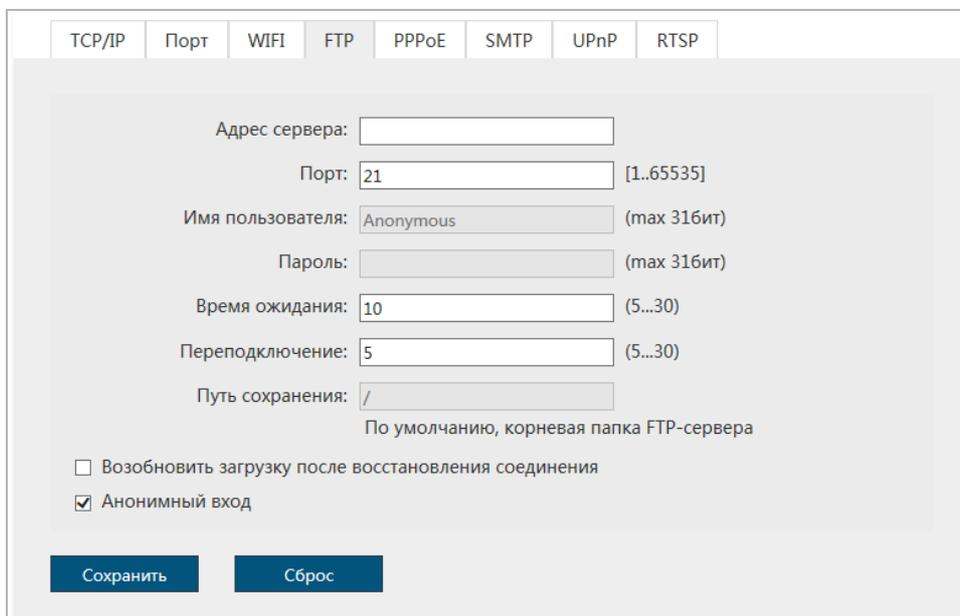 TCP/IP Порт WIFI FTP PPPoE SMTP UPnP RTSP
Адрес сервера:
Порт: 21 [1..65535]
Имя пользователя: Anonymous (max 31бит)
Пароль: (max 31бит)
Время ожидания: 10 (5...30)
Переподключение: 5 (5...30)
Путь сохранения: /
По умолчанию, корневая папка FTP-сервера
Возобновить загрузку после восстановления соединения
Анонимный вход
Сохранить Сброс